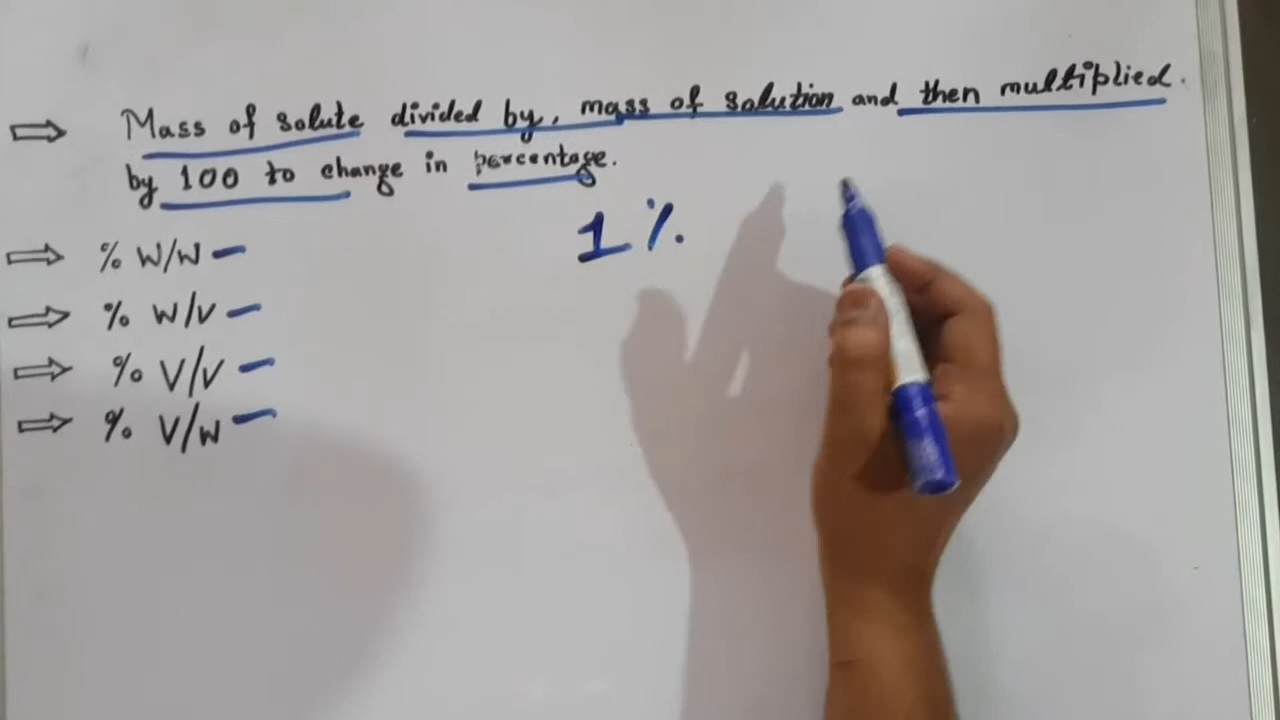 ⇒ Mass of solute divided by, mass of solution and then multiplied.
by 100 to change in percentage.
1 %
⇒ % W/W –
⇒ % W/V –
⇒ % V/V –
⇒ % V/W –